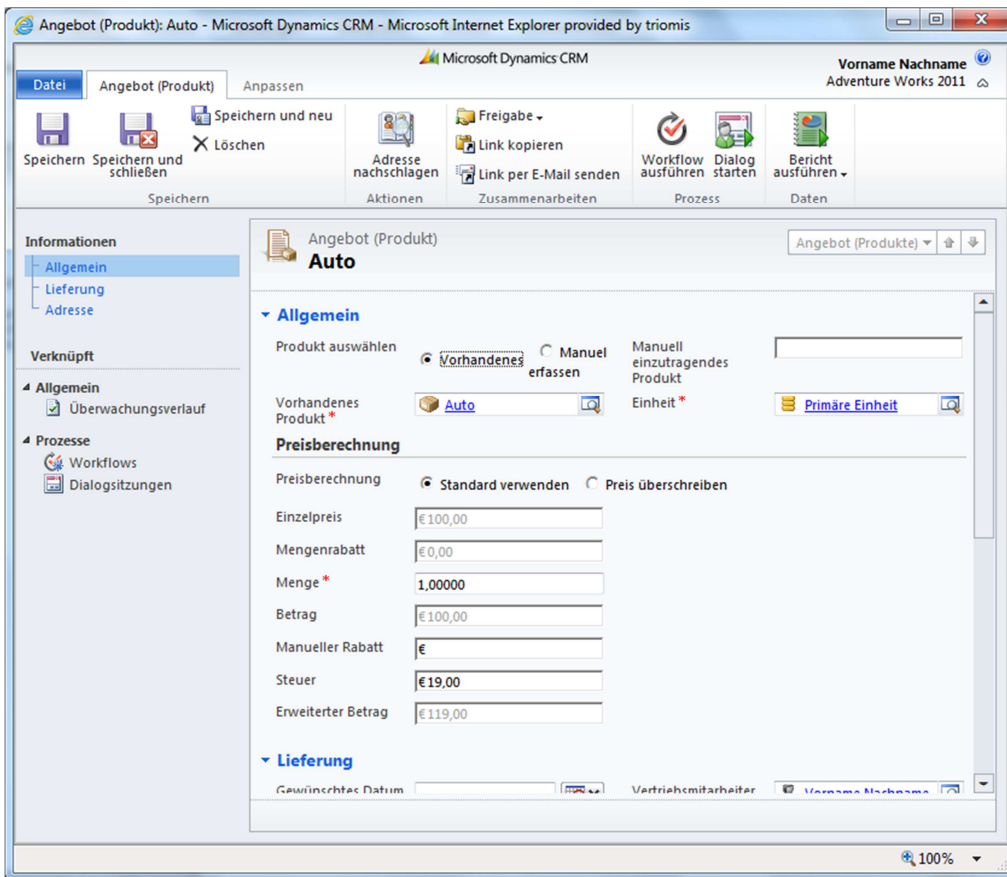 Angebot (Produkt): Auto - Microsoft Dynamics CRM - Microsoft Internet Explorer provided by triomis
Microsoft Dynamics CRM
Vorname Nachname
Adventure Works 2011
Datei
Angebot (Produkt)
Anpassen
Speichern
Speichern und schließen
Speichern und neu
Löschen
Speichern
Adresse nachschlagen
Aktionen
Freigabe
Link kopieren
Link per E-Mail senden
Zusammenarbeiten
Workflow ausführen
Dialog starten
Prozess
Bericht ausführen
Daten
Informationen
Allgemein
Lieferung
Adresse
Verknüpft
Allgemein
Überwachungsverlauf
Prozesse
Workflows
Dialogsitzungen
Angebot (Produkt)
Auto
Angebot (Produkte)
Allgemein
Produkt auswählen
Vorhandenes
Manuel erfassen
Manuell einzutragendes Produkt
Vorhandenes Produkt *
Auto
Einheit *
Primäre Einheit
Preisberechnung
Preisberechnung
Standard verwenden
Preis überschreiben
Einzelpreis
€100,00
Mengenrabatt
€0,00
Menge *
1,00000
Betrag
€100,00
Manueller Rabatt
€
Steuer
€19,00
Erweiterter Betrag
€119,00
Lieferung
Gewünschtes Datum
Vertriebsmitarbeiter
Vorname Nachname
100%